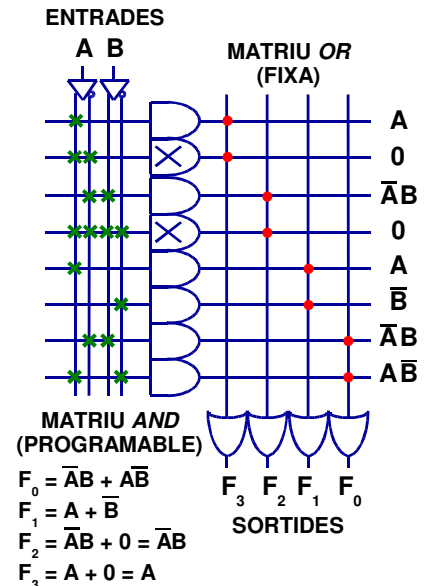 ENTRADES
A B
MATRIU OR
(FIXA)
A
0
A̅B
0
A
B̅
A̅B
AB̅
MATRIU AND
(PROGRAMABLE)
F₃ F₂ F₁ F₀
SORTIDES
F₀ = A̅B + AB̅
F₁ = A + B̅
F₂ = A̅B + 0 = A̅B
F₃ = A + 0 = A